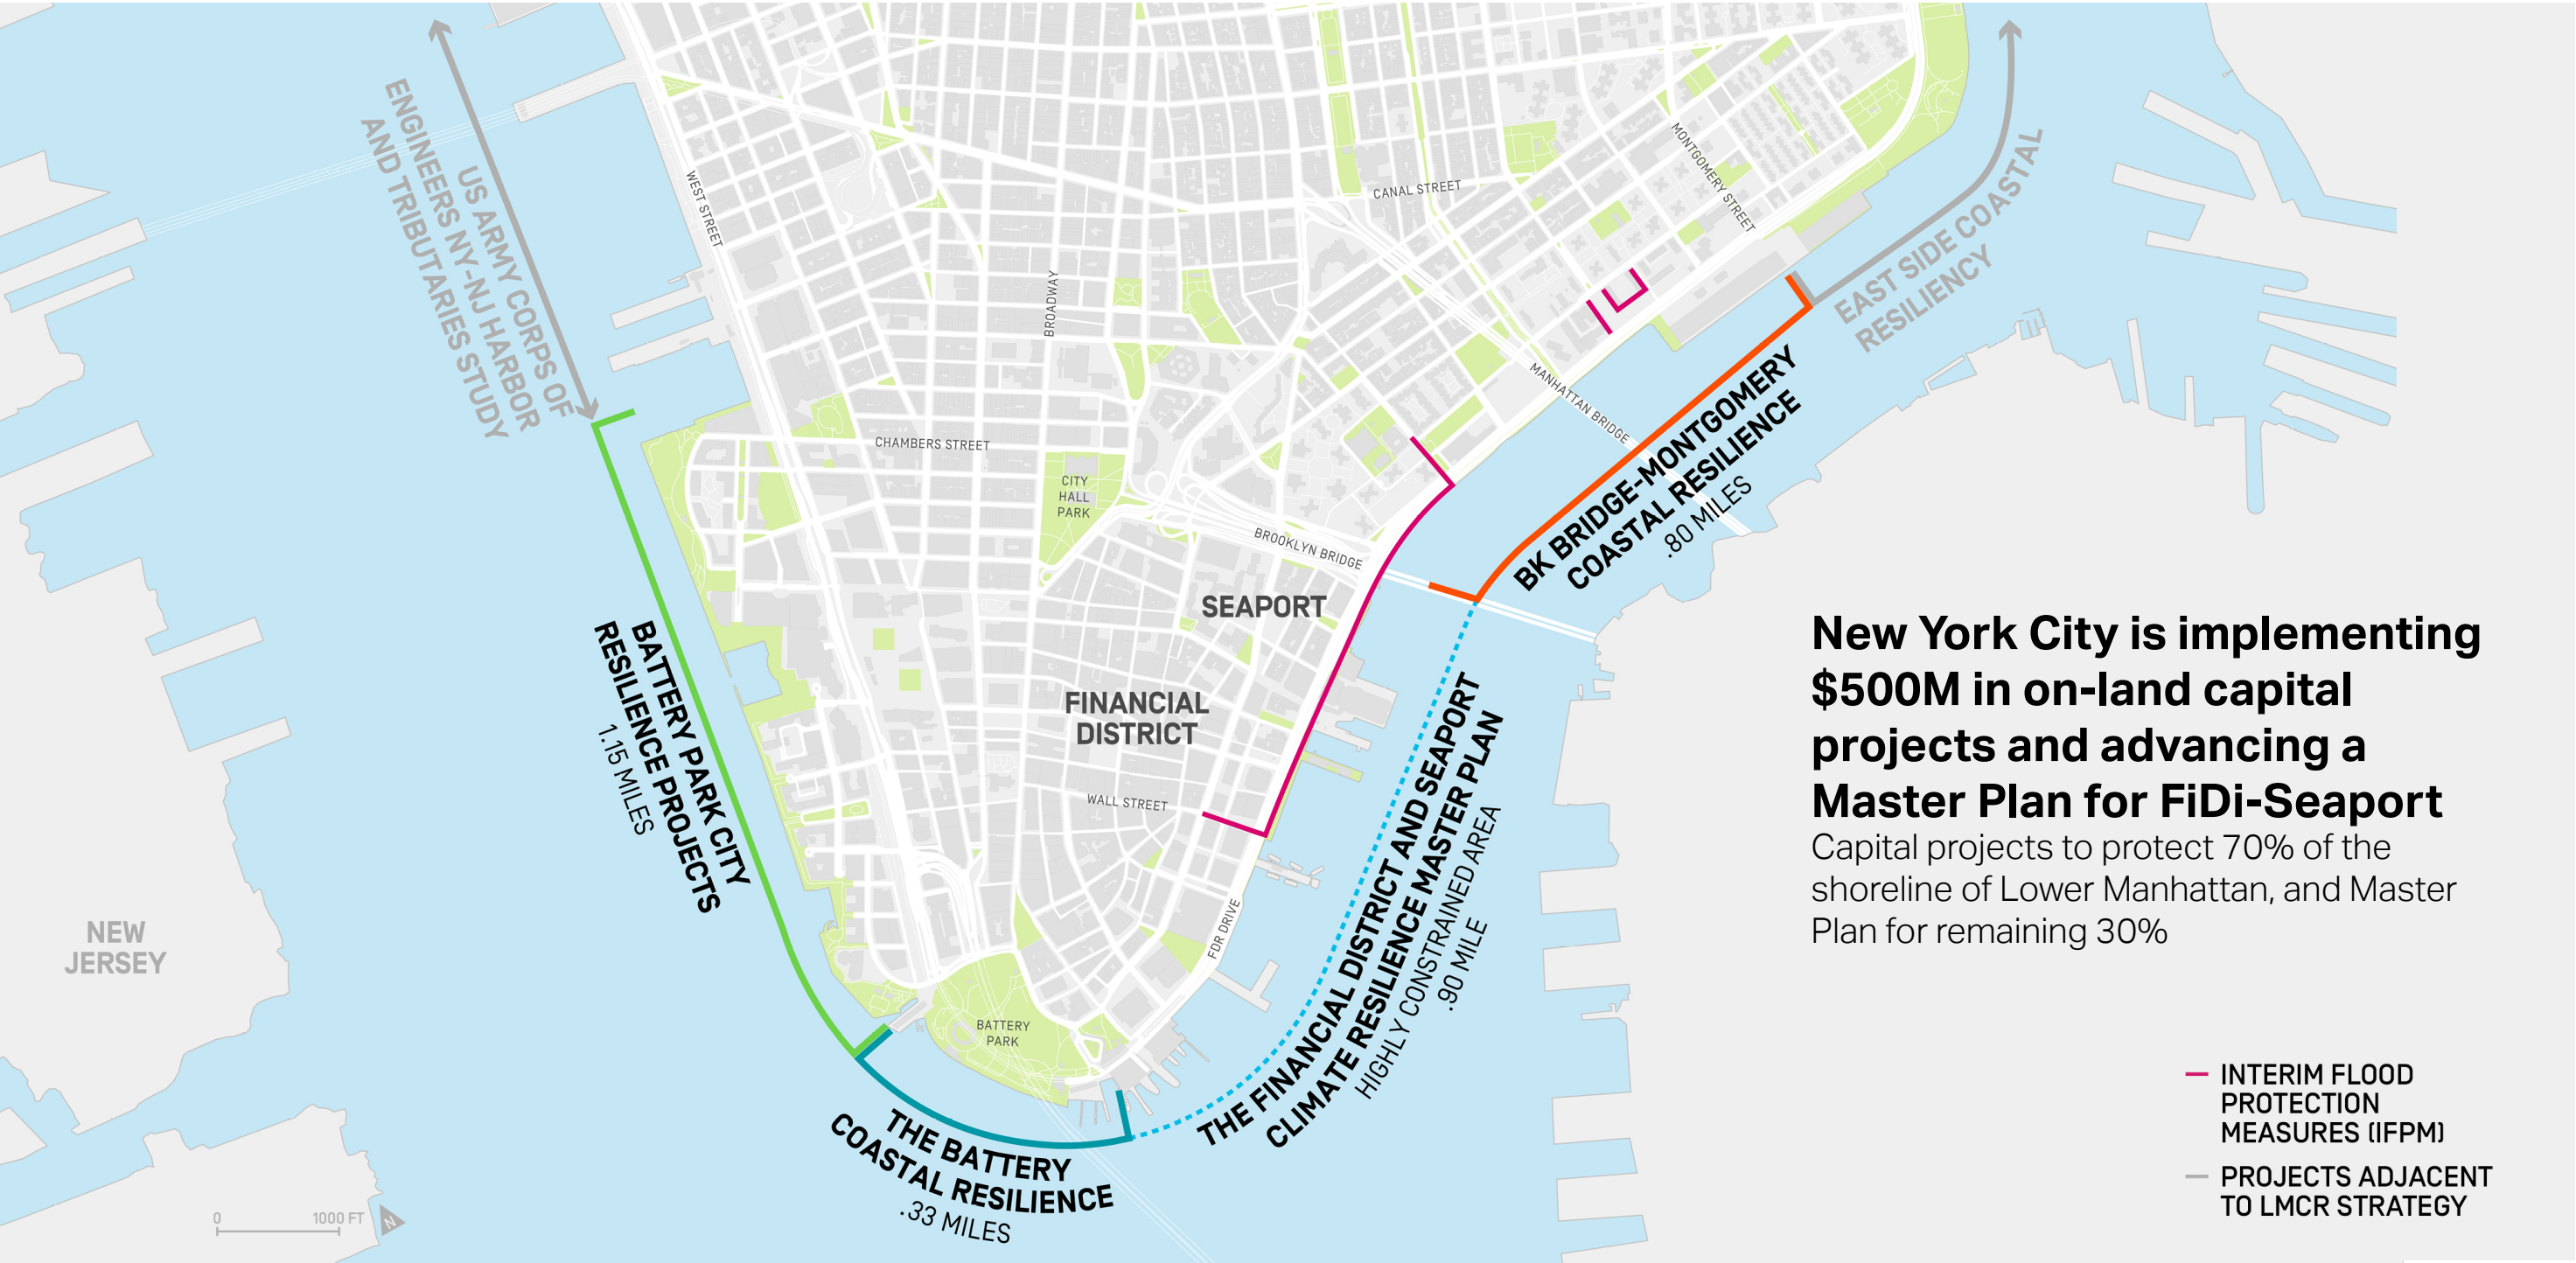 US ARMY CORPS OF
ENGINEERS NY-NJ HARBOR
AND TRIBUTARIES STUDY
WEST STREET
BROADWAY
CANAL STREET
MONTGOMERY STREET
EAST SIDE COASTAL
RESILIENCY
MANHATTAN BRIDGE
CHAMBERS STREET
CITY
HALL
PARK
BROOKLYN BRIDGE
BK BRIDGE-MONTGOMERY
COASTAL RESILIENCE
.80 MILES
SEAPORT
FINANCIAL
DISTRICT
WALL STREET
FDR DRIVE
BATTERY PARK CITY
RESILIENCE PROJECTS
1.15 MILES
THE FINANCIAL DISTRICT AND SEAPORT
CLIMATE RESILIENCE MASTER PLAN
HIGHLY CONSTRAINED AREA
.90 MILE
NEW
JERSEY
BATTERY
PARK
THE BATTERY
COASTAL RESILIENCE
.33 MILES
0 1000 FT
N
New York City is implementing
$500M in on-land capital
projects and advancing a
Master Plan for FiDi-Seaport
Capital projects to protect 70% of the
shoreline of Lower Manhattan, and Master
Plan for remaining 30%
INTERIM FLOOD
PROTECTION
MEASURES (IFPM)
PROJECTS ADJACENT
TO LMCR STRATEGY